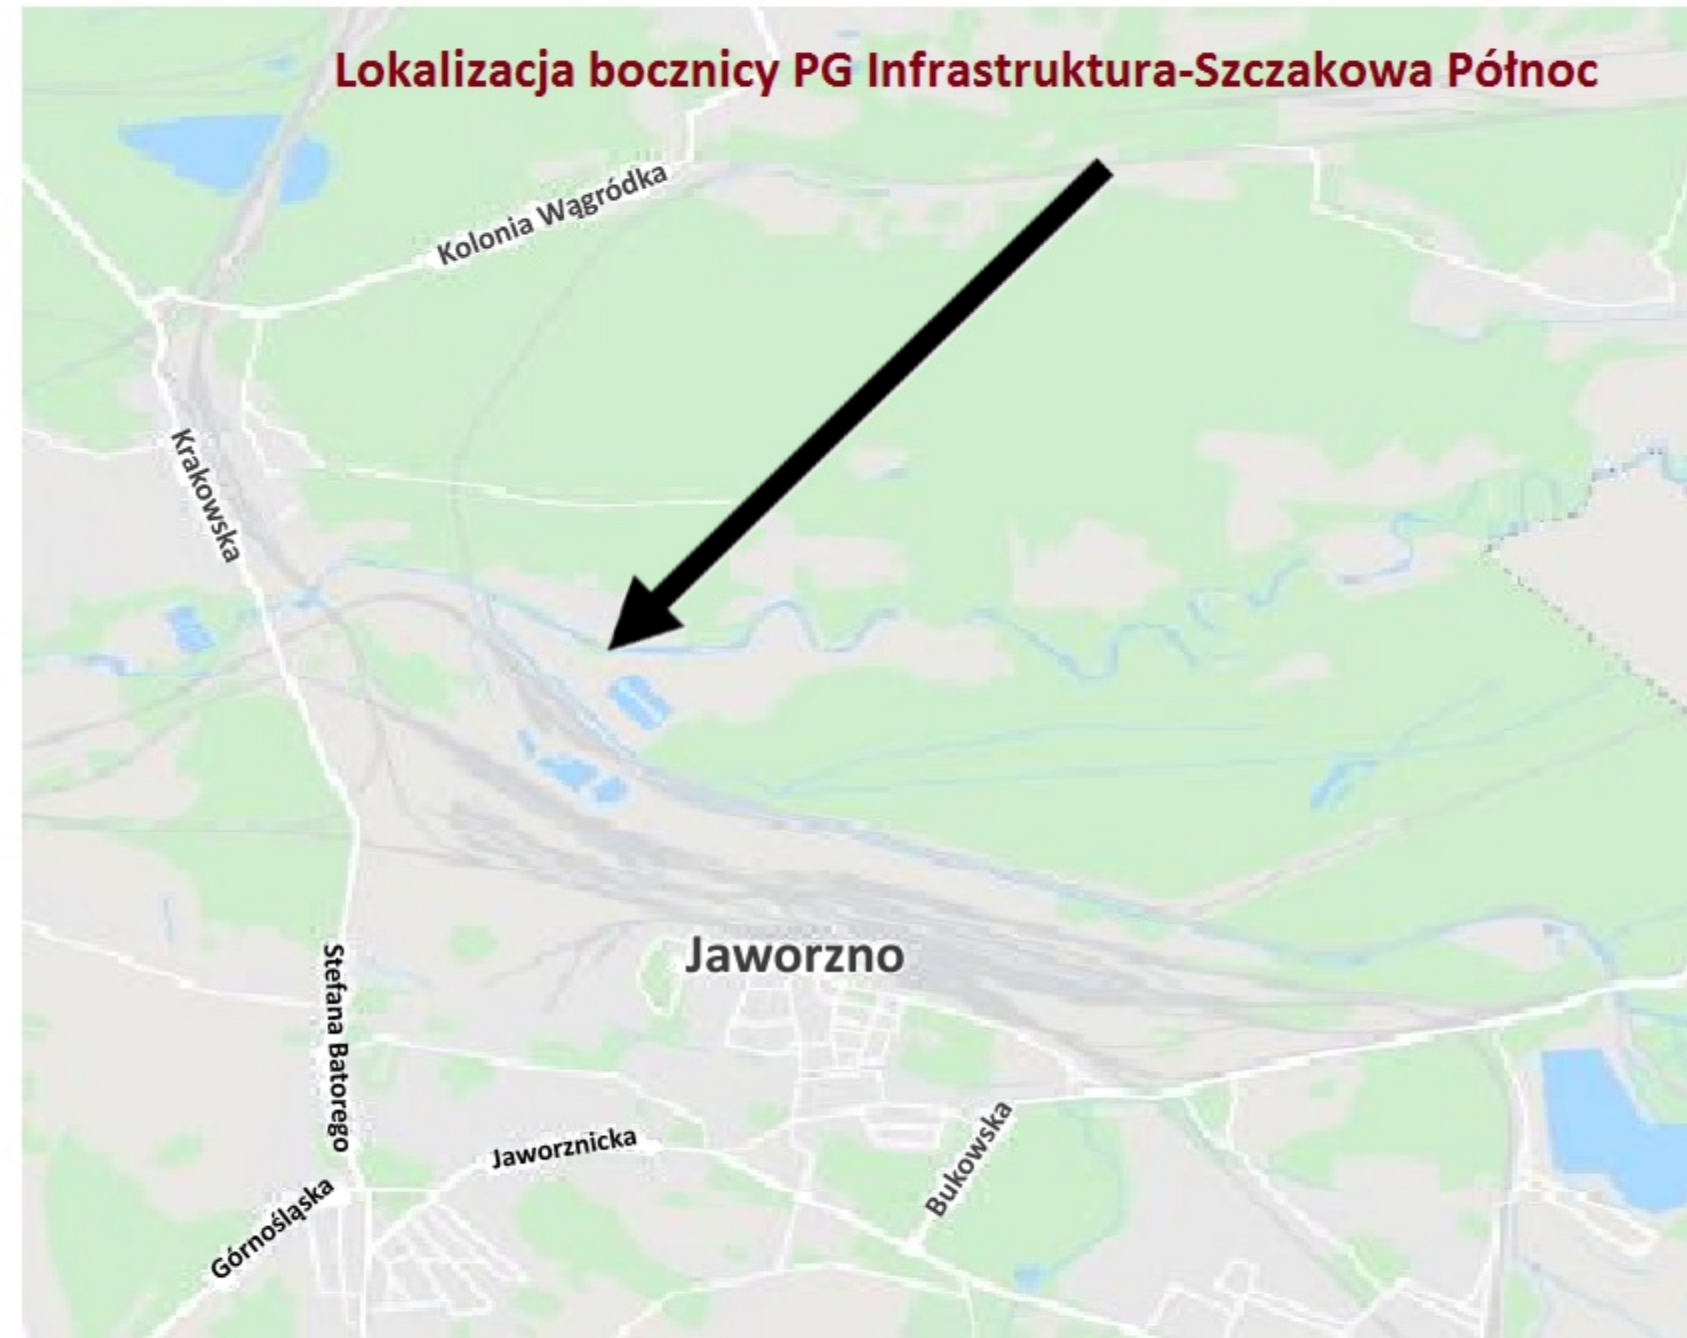 Lokalizacja bocznicy PG Infrastruktura-Szczakowa Północ
Kolonia Wągródka
Krakowska
Jaworzno
Stefana Batorego
Jaworznicka
Bukowska
Górnośląska